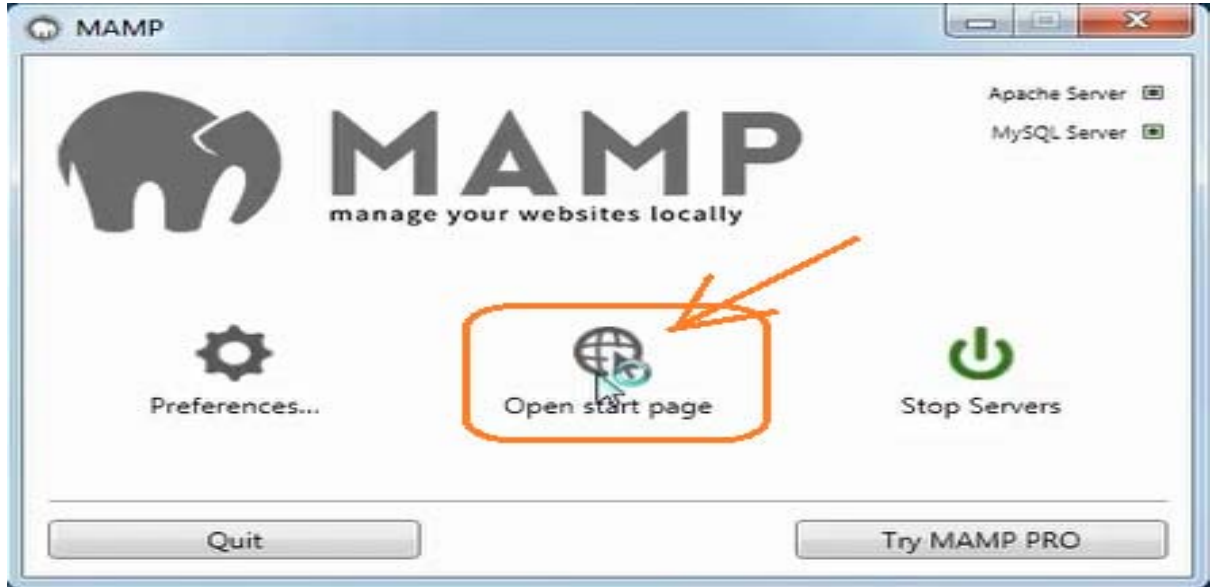 MAMP
Apache Server
MySQL Server
MAMP
manage your websites locally
Preferences...
Open start page
Stop Servers
Quit
Try MAMP PRO